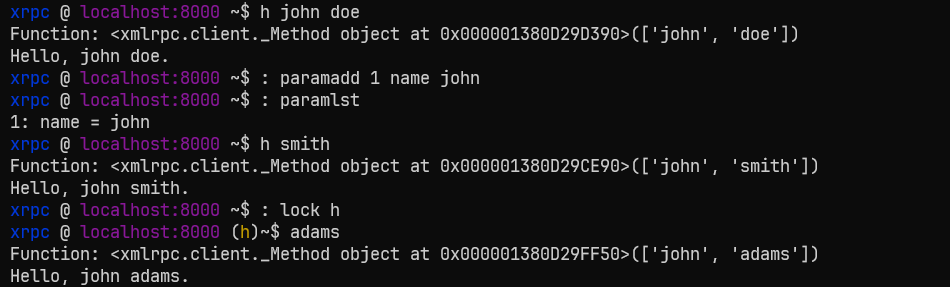 xrpc @ localhost:8000 ~$ h john doe
Function: <xmlrpc.client._Method object at 0x000001380D29D390>(['john', 'doe'])
Hello, john doe.
xrpc @ localhost:8000 ~$ : paramadd 1 name john
xrpc @ localhost:8000 ~$ : paramlst
1: name = john
xrpc @ localhost:8000 ~$ h smith
Function: <xmlrpc.client._Method object at 0x000001380D29CE90>(['john', 'smith'])
Hello, john smith.
xrpc @ localhost:8000 ~$ : lock h
xrpc @ localhost:8000 (h)~$ adams
Function: <xmlrpc.client._Method object at 0x000001380D29FF50>(['john', 'adams'])
Hello, john adams.